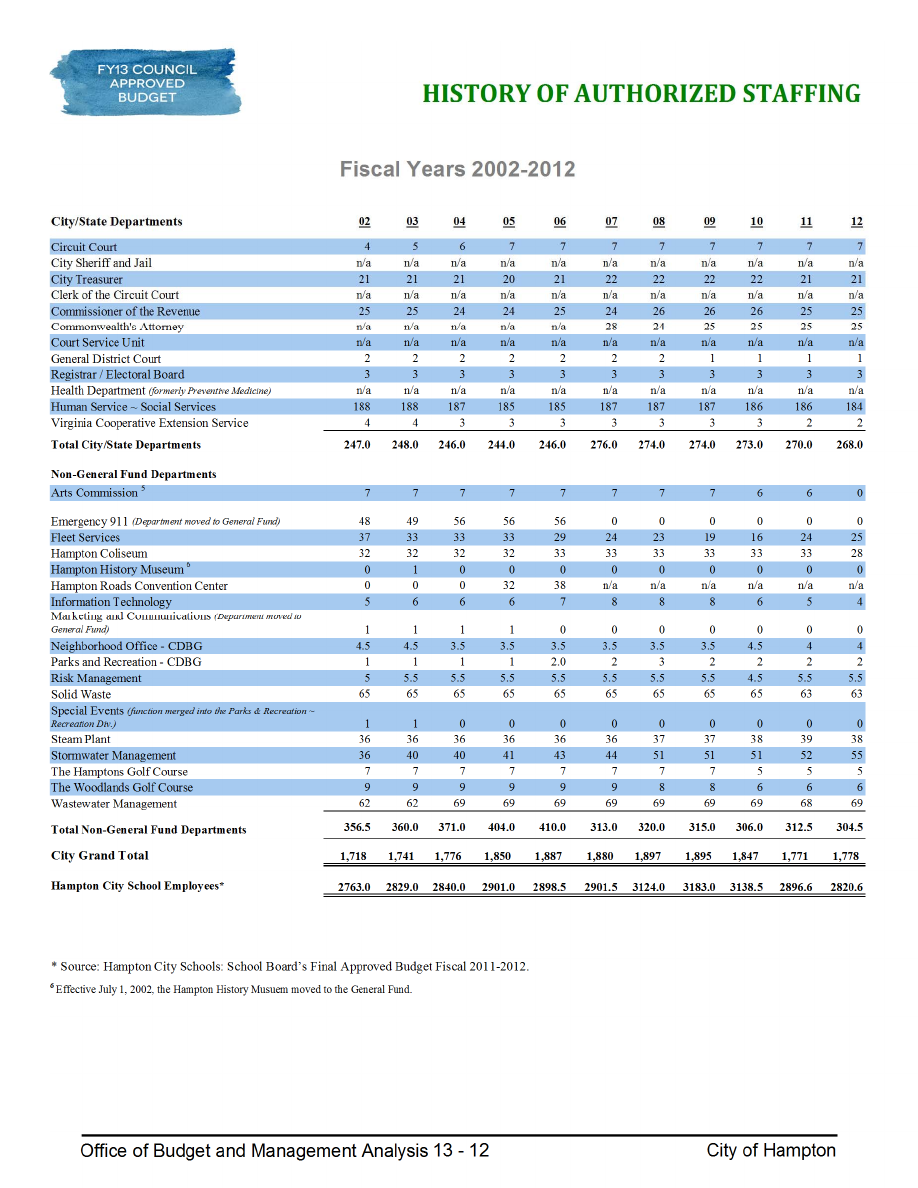 FY13 COUNCIL
APPROVED
BUDGET
HISTORY OF AUTHORIZED STAFFING
Fiscal Years 2002-2012
City/State Departments 02 03 04 05 06 07 08 09 10 11 12
Circuit Court 4 5 6 7 7 7 7 7 7 7 7
City Sheriff and Jail n/a n/a n/a n/a n/a n/a n/a n/a n/a n/a n/a
City Treasurer 21 21 21 20 21 22 22 22 22 21 21
Clerk of the Circuit Court n/a n/a n/a n/a n/a n/a n/a n/a n/a n/a n/a
Commissioner of the Revenue 25 25 24 24 25 24 26 26 26 25 25
Commonwealth's Attorney n/a n/a n/a n/a n/a 28 24 25 25 25 25
Court Service Unit n/a n/a n/a n/a n/a n/a n/a n/a n/a n/a n/a
General District Court 2 2 2 2 2 2 2 1 1 1 1
Registrar / Electoral Board 3 3 3 3 3 3 3 3 3 3 3
Health Department (formerly Preventive Medicine) n/a n/a n/a n/a n/a n/a n/a n/a n/a n/a n/a
Human Service ~ Social Services 188 188 187 185 185 187 187 187 186 186 184
Virginia Cooperative Extension Service 4 4 3 3 3 3 3 3 3 2 2
Total City/State Departments 247.0 248.0 246.0 244.0 246.0 276.0 274.0 274.0 273.0 270.0 268.0
Non-General Fund Departments
Arts Commission 5 7 7 7 7 7 7 7 7 6 6 0
Emergency 911 (Department moved to General Fund) 48 49 56 56 56 0 0 0 0 0 0
Fleet Services 37 33 33 33 29 24 23 19 16 24 25
Hampton Coliseum 32 32 32 32 33 33 33 33 33 33 28
Hampton History Museum 6 0 1 0 0 0 0 0 0 0 0 0
Hampton Roads Convention Center 0 0 0 32 38 n/a n/a n/a n/a n/a n/a
Information Technology 5 6 6 6 7 8 8 8 6 5 4
Marketing and Communications (Department moved to
General Fund) 1 1 1 1 0 0 0 0 0 0 0
Neighborhood Office - CDBG 4.5 4.5 3.5 3.5 3.5 3.5 3.5 3.5 4.5 4 4
Parks and Recreation - CDBG 1 1 1 1 2.0 2 3 2 2 2 2
Risk Management 5 5.5 5.5 5.5 5.5 5.5 5.5 5.5 4.5 5.5 5.5
Solid Waste 65 65 65 65 65 65 65 65 65 63 63
Special Events (function merged into the Parks & Recreation ~
Recreation Div.) 1 1 0 0 0 0 0 0 0 0 0
Steam Plant 36 36 36 36 36 36 37 37 38 39 38
Stormwater Management 36 40 40 41 43 44 51 51 51 52 55
The Hamptons Golf Course 7 7 7 7 7 7 7 7 5 5 5
The Woodlands Golf Course 9 9 9 9 9 9 8 8 6 6 6
Wastewater Management 62 62 69 69 69 69 69 69 69 68 69
Total Non-General Fund Departments 356.5 360.0 371.0 404.0 410.0 313.0 320.0 315.0 306.0 312.5 304.5
City Grand Total 1,718 1,741 1,776 1,850 1,887 1,880 1,897 1,895 1,847 1,771 1,778
Hampton City School Employees* 2763.0 2829.0 2840.0 2901.0 2898.5 2901.5 3124.0 3183.0 3138.5 2896.6 2820.6
* Source: Hampton City Schools: School Board's Final Approved Budget Fiscal 2011-2012.
6 Effective July 1, 2002, the Hampton History Musuem moved to the General Fund.
Office of Budget and Management Analysis 13 - 12 City of Hampton